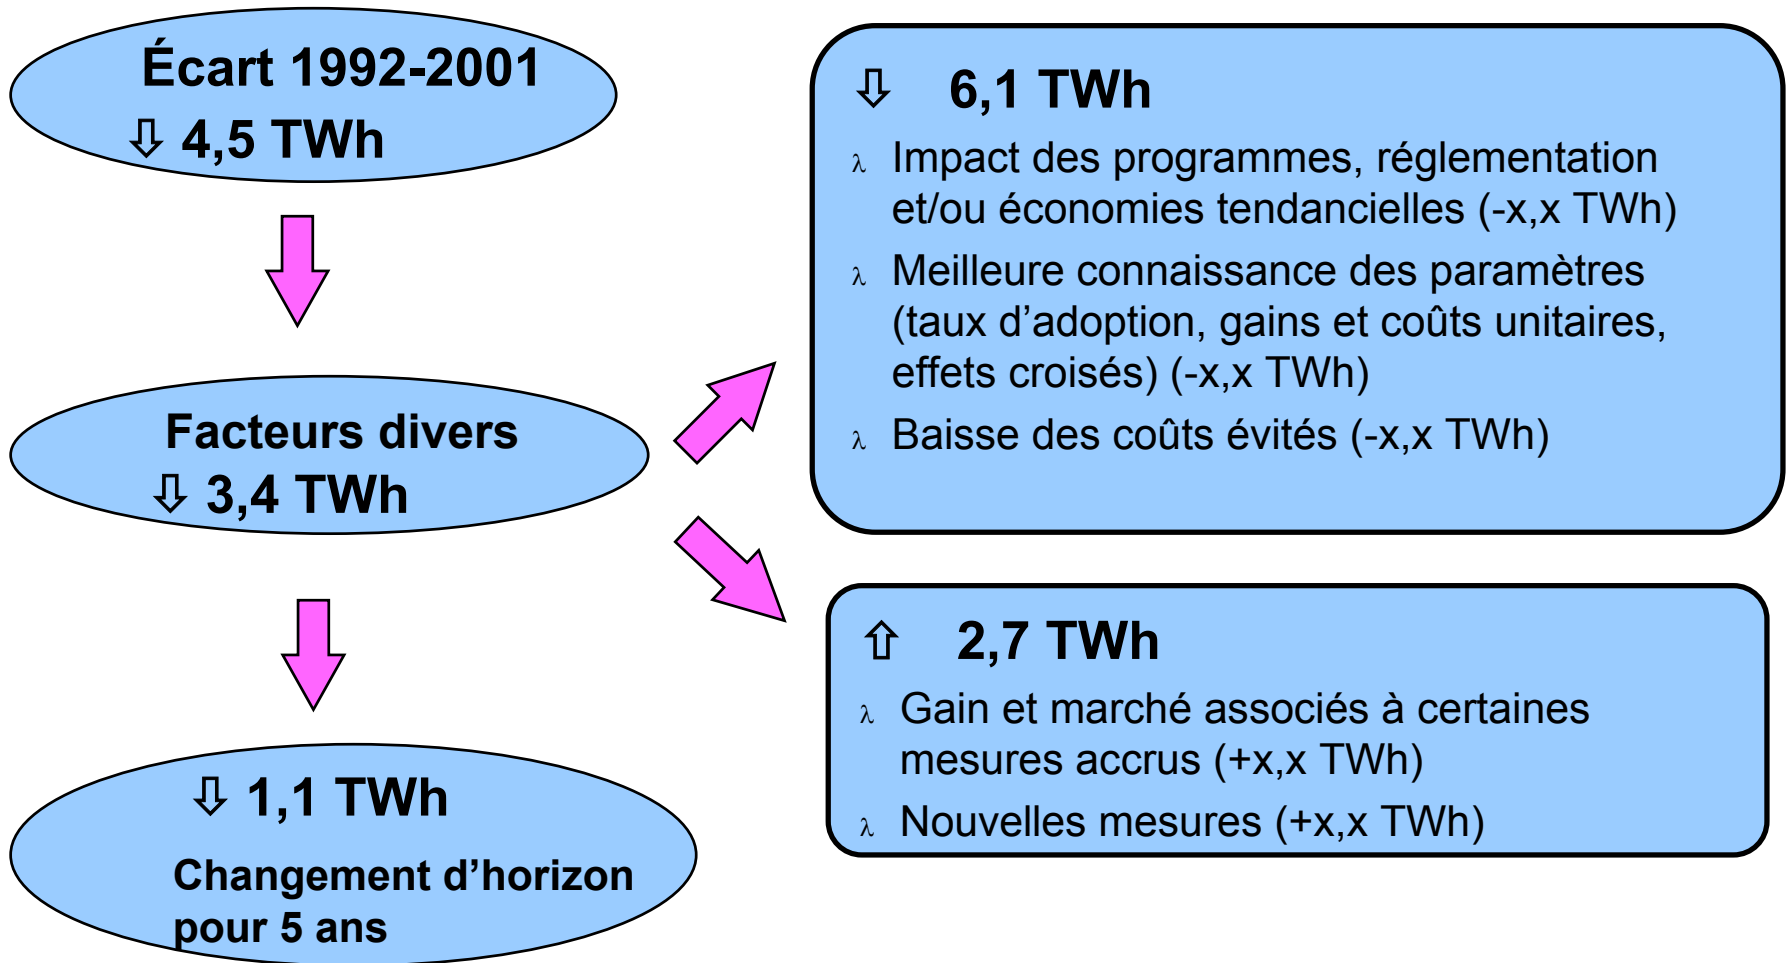 Écart 1992-2001
⇩ 4,5 TWh
Facteurs divers
⇩ 3,4 TWh
⇩ 1,1 TWh
Changement d’horizon
pour 5 ans
⇩ 6,1 TWh
λ Impact des programmes, réglementation
et/ou économies tendancielles (-x,x TWh)
λ Meilleure connaissance des paramètres
(taux d’adoption, gains et coûts unitaires,
effets croisés) (-x,x TWh)
λ Baisse des coûts évités (-x,x TWh)
⇧ 2,7 TWh
λ Gain et marché associés à certaines
mesures accrus (+x,x TWh)
λ Nouvelles mesures (+x,x TWh)